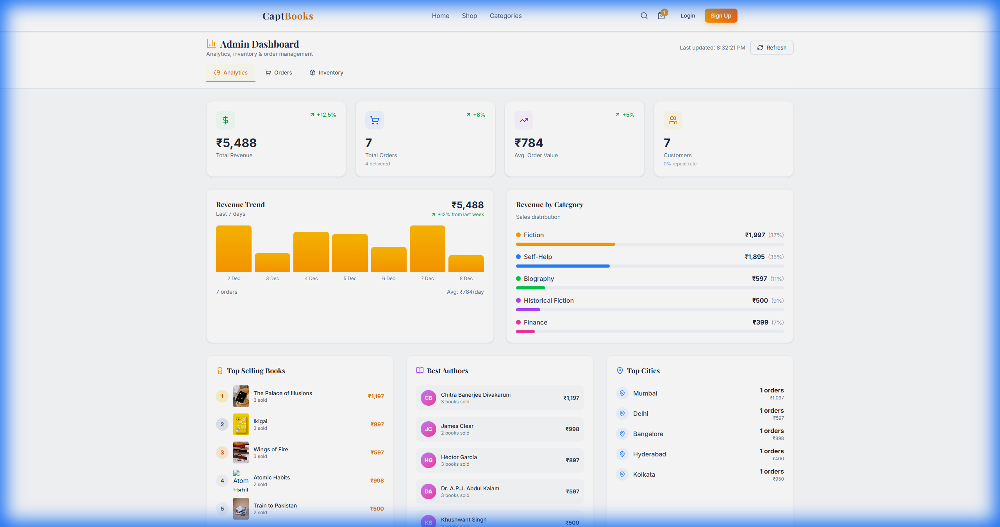 CaptBooks
Home Shop Categories
1
Login
Sign Up
Admin Dashboard
Analytics, inventory & order management
Last updated: 8:32:21 PM
Refresh
Analytics
Orders
Inventory
+12.5%
₹5,488
Total Revenue
+8%
7
Total Orders
4 delivered
+5%
₹784
Avg. Order Value
7
Customers
0% repeat rate
Revenue Trend
Last 7 days
₹5,488
+12% from last week
2 Dec 3 Dec 4 Dec 5 Dec 6 Dec 7 Dec 8 Dec
7 orders
Avg: ₹784/day
Revenue by Category
Sales distribution
Fiction ₹1,997 (37%)
Self-Help ₹1,895 (35%)
Biography ₹597 (11%)
Historical Fiction ₹500 (9%)
Finance ₹399 (7%)
Top Selling Books
1 The Palace of Illusions ₹1,197
3 sold
2 Ikigai ₹897
3 sold
3 Wings of Fire ₹597
3 sold
4 Atom
Habit
Atomic Habits ₹998
2 sold
5 Train to Pakistan ₹500
2 sold
Best Authors
CB Chitra Banerjee Divakaruni ₹1,197
3 books sold
JC James Clear ₹998
2 books sold
HG Héctor García ₹897
3 books sold
DA Dr. A.P.J. Abdul Kalam ₹597
3 books sold
KS Khushwant Singh ₹500
2 books sold
Top Cities
Mumbai 1 orders
₹1,097
Delhi 1 orders
₹597
Bangalore 1 orders
₹898
Hyderabad 1 orders
₹400
Kolkata 1 orders
₹950